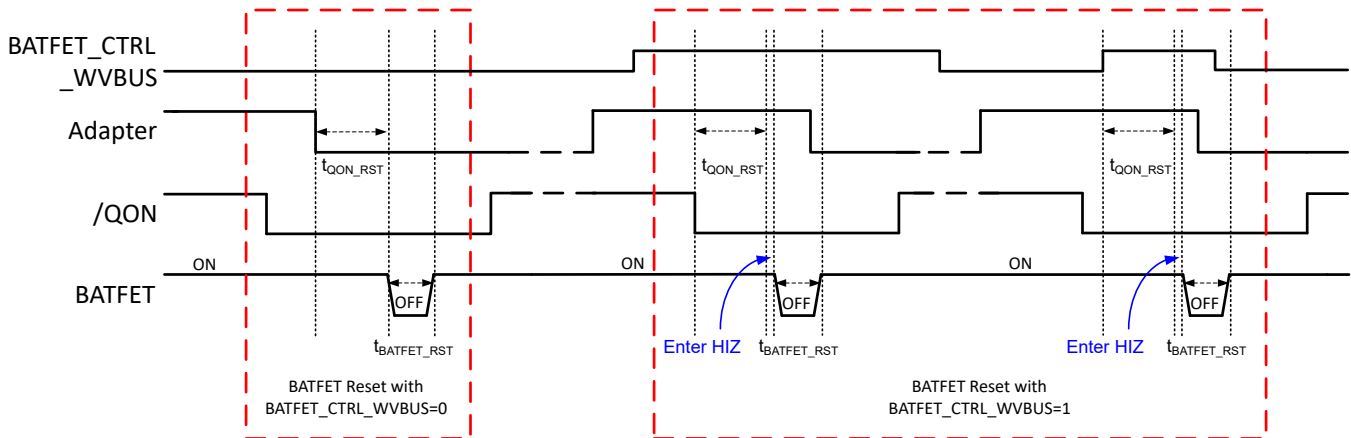 BATFET_CTRL
_WVBUS
Adapter
tQON_RST
tQON_RST
tQON_RST
/QON
ON
ON
ON
BATFET
OFF
OFF
OFF
Enter HIZ
Enter HIZ
tBATFET_RST
tBATFET_RST
tBATFET_RST
BATFET Reset with
BATFET_CTRL_WVBUS=0
BATFET Reset with
BATFET_CTRL_WVBUS=1